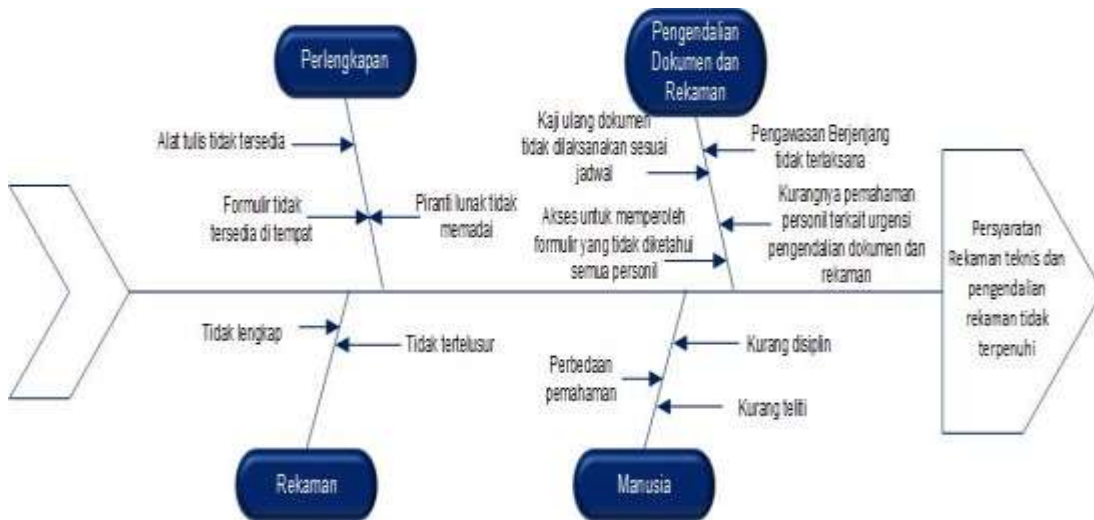 Perlengkapan
Pengendalian
Dokumen dan
Rekaman
Alat tulis tidak tersedia
Formulir tidak
tersedia di tempat
Piranti lunak tidak
memadai
Kaji ulang dokumen
tidak dilaksanakan sesuai
jadwal
Akses untuk memperoleh
formulir yang tidak diketahui
semua personil
Pengawasan Berjenjang
tidak terlaksana
Kurangnya pemahaman
personil terkait urgensi
pengendalian dokumen dan
rekaman
Persyaratan
Rekaman teknis dan
pengendalian
rekaman tidak
terpenuhi
Tidak lengkap
Tidak tertelusur
Perbedaan
pemahaman
Kurang disiplin
Kurang teliti
Rekaman
Manusia